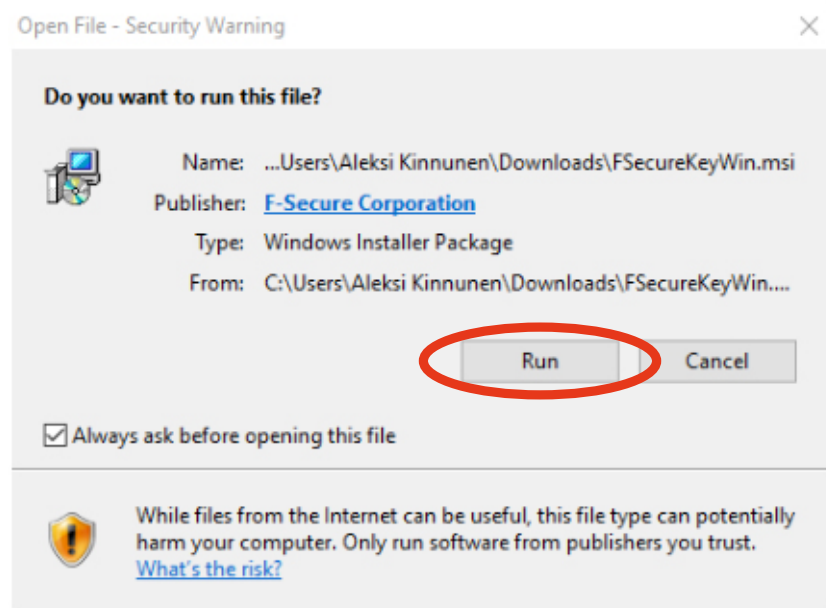 Open File - Security Warning
Do you want to run this file?
Name: ...Users\Aleksi Kinnunen\Downloads\FSecureKeyWin.msi
Publisher: F-Secure Corporation
Type: Windows Installer Package
From: C:\Users\Aleksi Kinnunen\Downloads\FSecureKeyWin....
Run Cancel
Always ask before opening this file
While files from the Internet can be useful, this file type can potentially
harm your computer. Only run software from publishers you trust.
What's the risk?